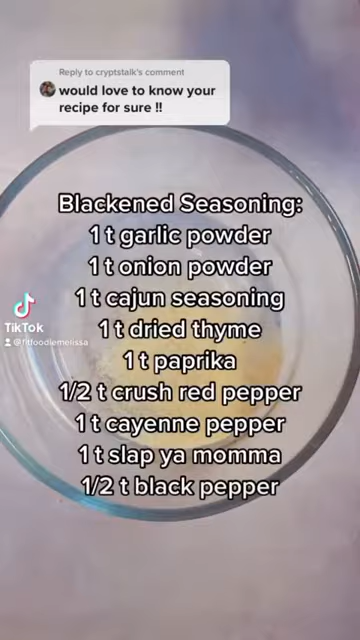 Reply to cryptstalk's comment
would love to know your
recipe for sure !!
Blackened Seasoning:
1 t garlic powder
1 t onion powder
1 t cajun seasoning
1 t dried thyme
1 t paprika
1/2 t crush red pepper
1 t cayenne pepper
1 t slap ya momma
1/2 t black pepper
TikTok
@fitfoodiemelissa